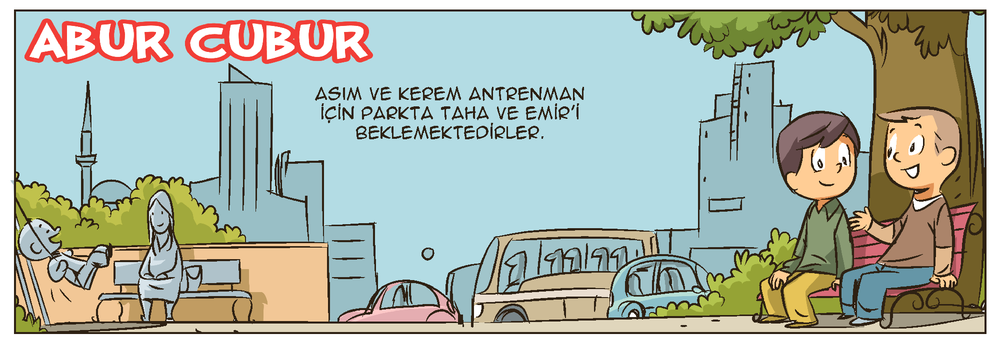 ABUR CUBUR
ASIM VE KEREM ANTRENMAN
İÇİN PARKTA TAHA VE EMİR'İ
BEKLEMEKTEDİRLER.